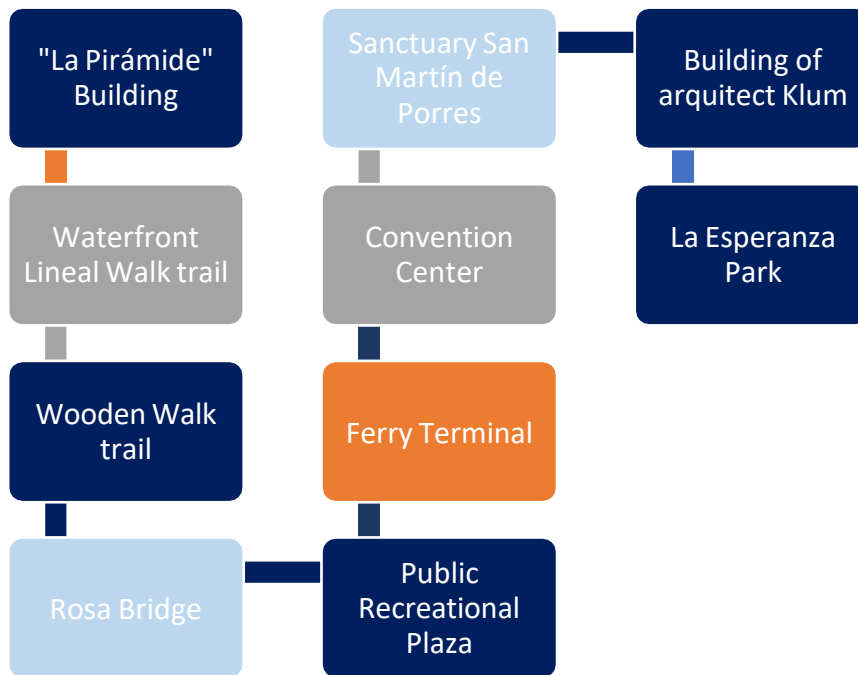 "La Pirámide"
Building
Waterfront
Lineal Walk trail
Wooden Walk
trail
Rosa Bridge
Public
Recreational
Plaza
Ferry Terminal
Convention
Center
Sanctuary San
Martín de
Porres
Building of
arquitect Klum
La Esperanza
Park